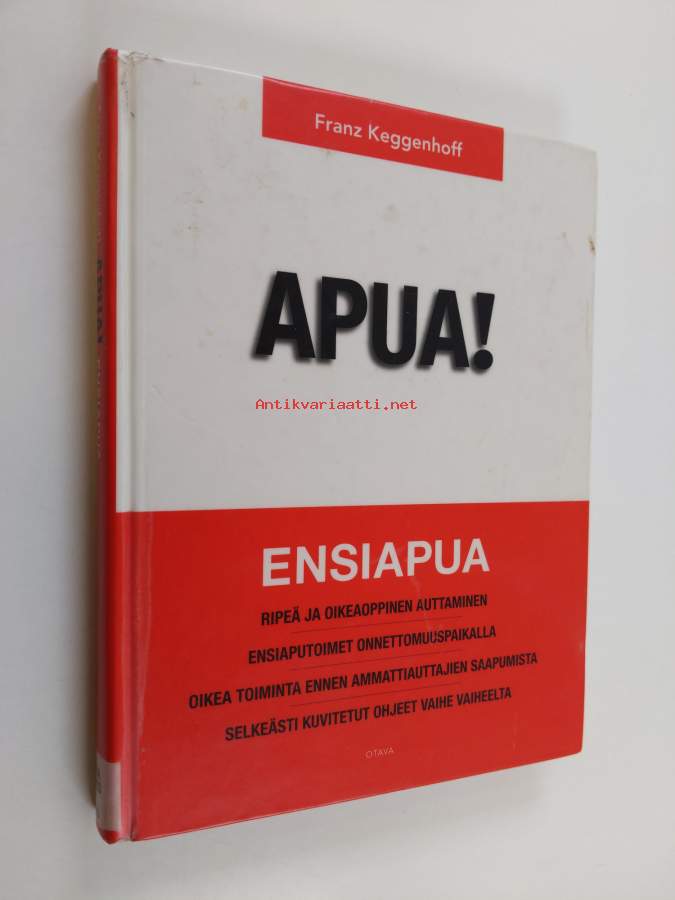 Franz Keggenhoff
APUA!
Antikvariaatti.net
ENSIAPUA
RIPEÄ JA OIKEAOPPINEN AUTTAMINEN
ENSIAPUTOIMET ONNETTOMUUSPAIKALLA
OIKEA TOIMINTA ENNEN AMMATTIAUTTAJIEN SAAPUMISTA
SELKEÄSTI KUVITETUT OHJEET VAIHE VAIHEELTA
OTAVA
APUA!